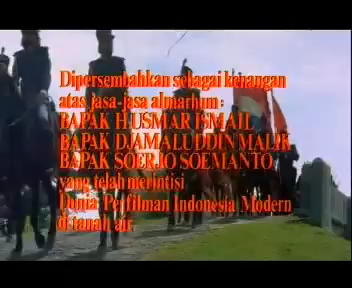 Dipersembahkan sebagai kenangan
atas jasa-jasa almarhum:
BAPAK H.USMAR ISMAIL
BAPAK DJAMALUDDIN MALIK
BAPAK SOERJO SOEMANTO
yang telah merintisi
Dunia Perfilman Indonesia Modern
di tanah air.